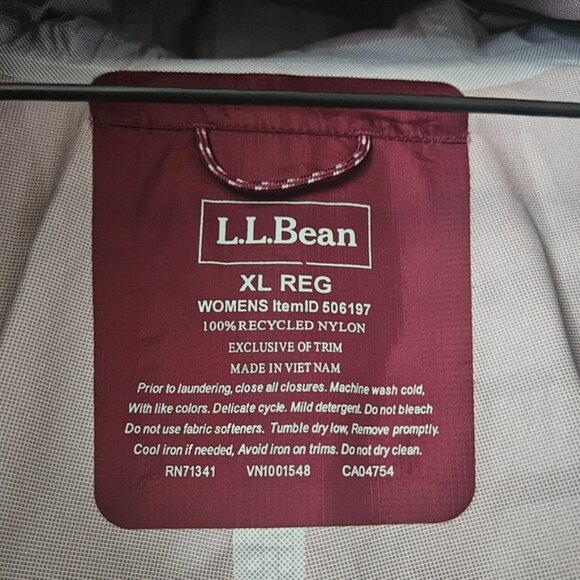 L.L.Bean
XL REG
WOMENS ItemID 506197
100% RECYCLED NYLON
EXCLUSIVE OF TRIM
MADE IN VIET NAM
Prior to laundering, close all closures. Machine wash cold,
With like colors. Delicate cycle. Mild detergent. Do not bleach
Do not use fabric softeners. Tumble dry low, Remove promptly.
Cool iron if needed, Avoid iron on trims. Do not dry clean.
RN71341 VN1001548 CA04754